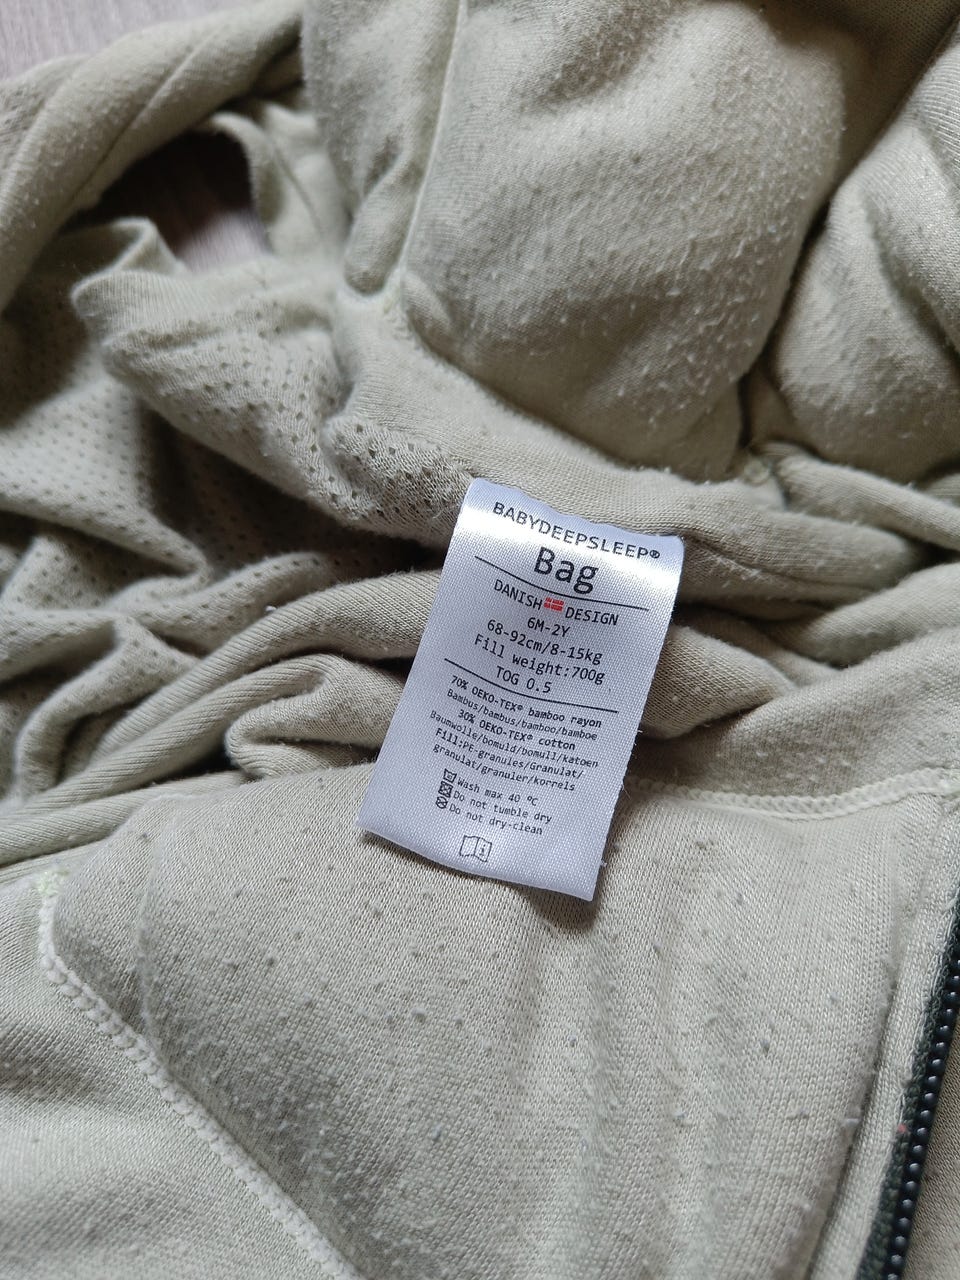 BABYDEEPSLEEP®
Bag
DANISH DESIGN
6M-2Y
68-92cm/8-15kg
Fill weight:700g
TOG 0.5
70% OEKO-TEX® bamboo rayon
Bambus/bambus/bamboo/bamboe
30% OEKO-TEX® cotton
Baumwolle/bomuld/bomull/katoen
Fill:PE-granules/Granulat/
granulat/granuler/korrels
Wash max 40 ºC
Do not tumble dry
Do not dry-clean
i